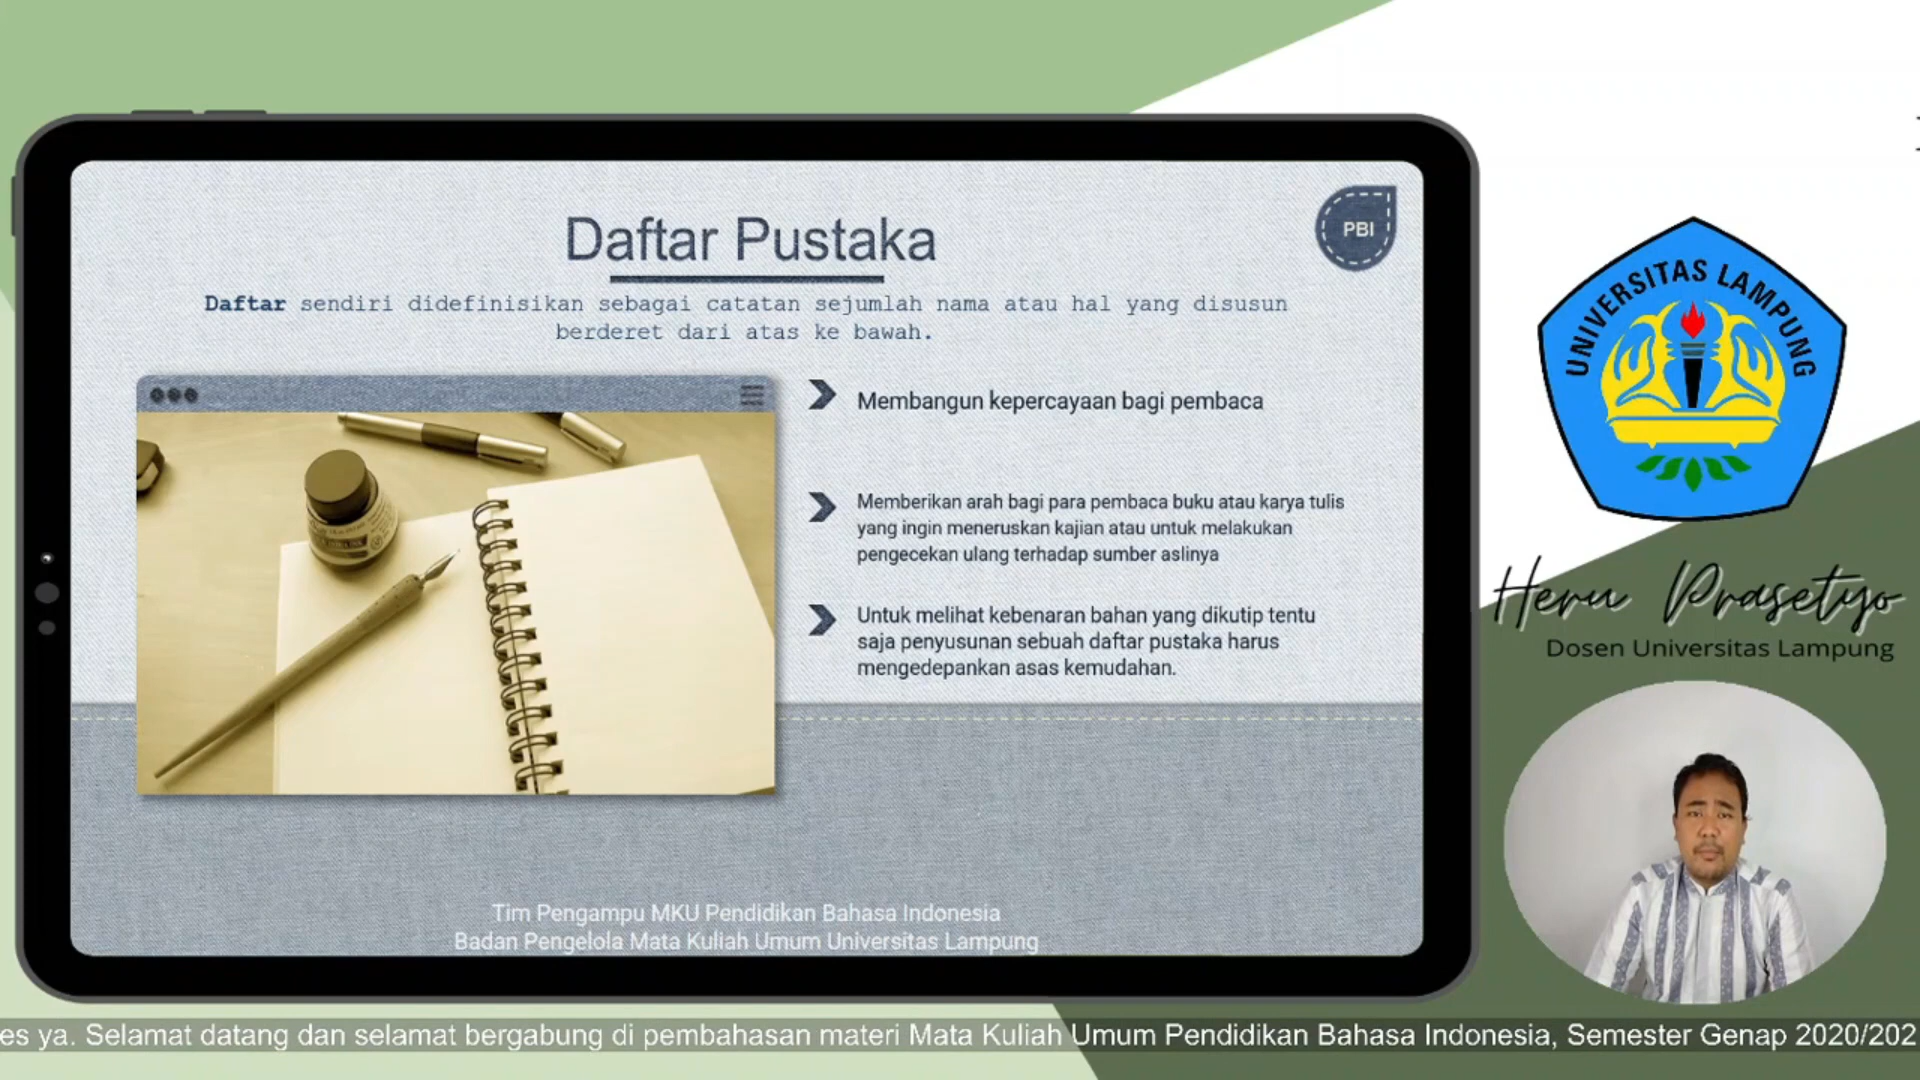 Daftar Pustaka
PBI
Daftar sendiri didefinisikan sebagai catatan sejumlah nama atau hal yang disusun
berderet dari atas ke bawah.
Membangun kepercayaan bagi pembaca
Memberikan arah bagi para pembaca buku atau karya tulis
yang ingin meneruskan kajian atau untuk melakukan
pengecekan ulang terhadap sumber aslinya
Untuk melihat kebenaran bahan yang dikutip tentu
saja penyusunan sebuah daftar pustaka harus
mengedepankan asas kemudahan.
Tim Pengampu MKU Pendidikan Bahasa Indonesia
Badan Pengelola Mata Kuliah Umum Universitas Lampung
UNIVERSITAS LAMPUNG
Heru Prasetyo
Dosen Universitas Lampung
es ya. Selamat datang dan selamat bergabung di pembahasan materi Mata Kuliah Umum Pendidikan Bahasa Indonesia, Semester Genap 2020/202